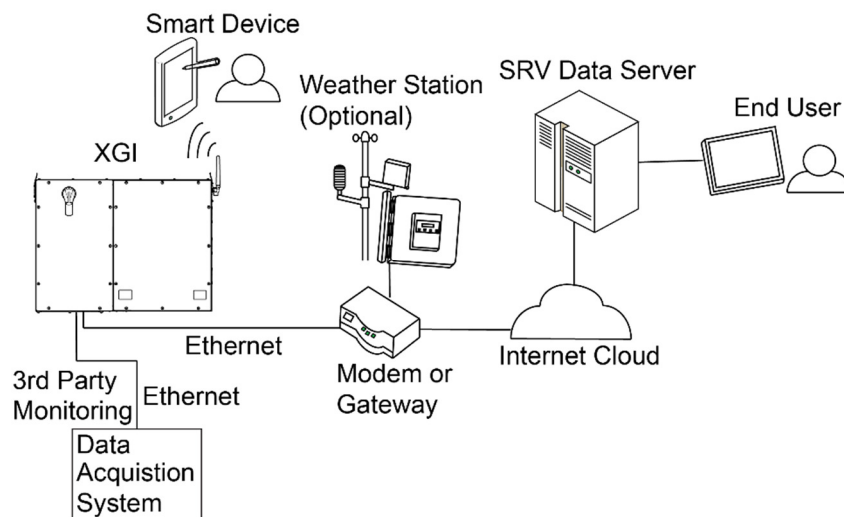 Smart Device
Weather Station
(Optional)
SRV Data Server
End User
XGI
Ethernet
Modem or
Gateway
Internet Cloud
3rd Party
Monitoring
Ethernet
Data
Acquistion
System